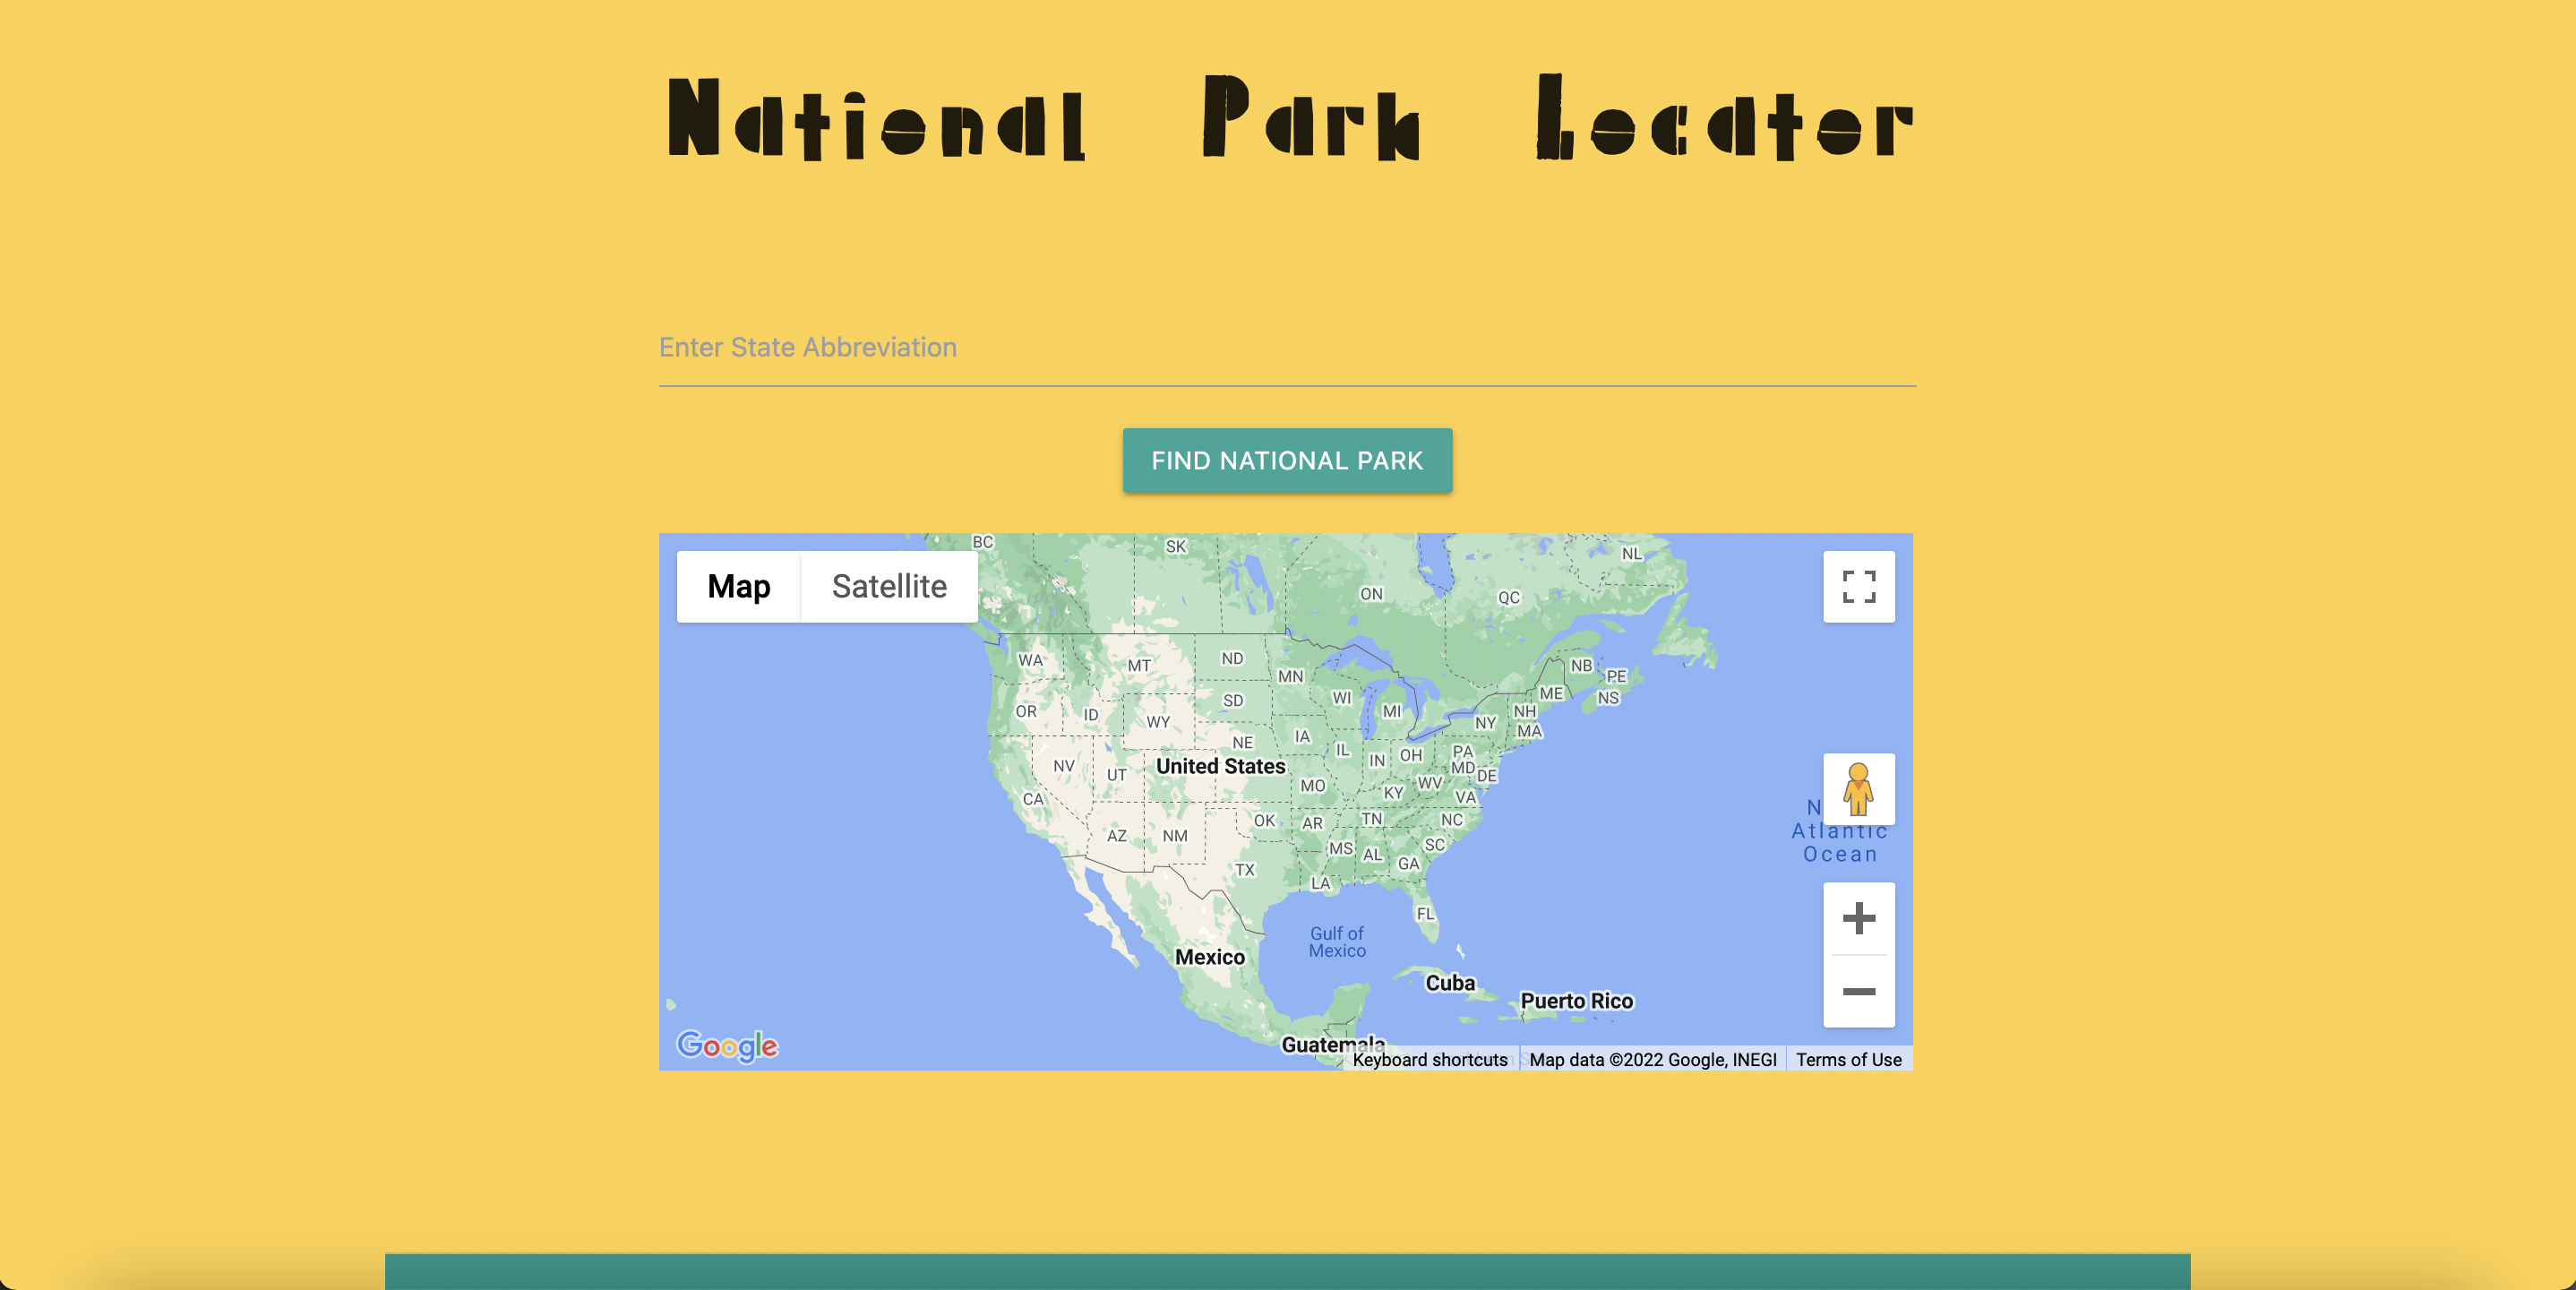 National Park Locator
Enter State Abbreviation
FIND NATIONAL PARK
Map Satellite
BC SK NL
ON QC
WA MT ND MN NB PE
OR ID WY SD WI MI ME NS
NH NY MA
NE IA IL IN OH PA
NV UT United States MD DE
CA MO KY WV VA
AZ NM OK AR TN NC
MS AL SC GA
TX LA
FL
N
Atlantic
Ocean
Gulf of
Mexico
Mexico
Cuba
Puerto Rico
Guatemala
Google
Keyboard shortcuts Map data ©2022 Google, INEGI Terms of Use